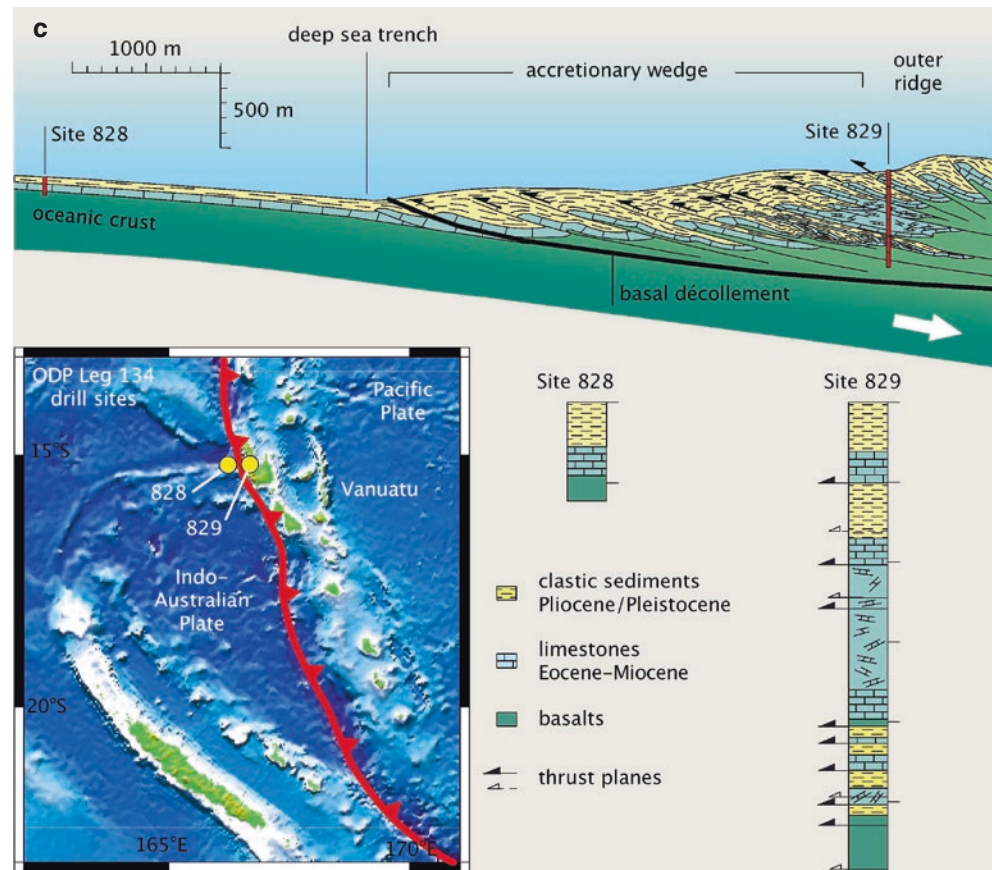 c
deep sea trench
1000 m
500 m
accretionary wedge
outer
ridge
Site 828
Site 829
oceanic crust
basal décollement
ODP Leg 134
drill sites
Pacific
Plate
15°S
828
829
Vanuatu
Indo-
Australian
Plate
20°S
165°E
170°E
Site 828
Site 829
clastic sediments
Pliocene/Pleistocene
limestones
Eocene–Miocene
basalts
thrust planes